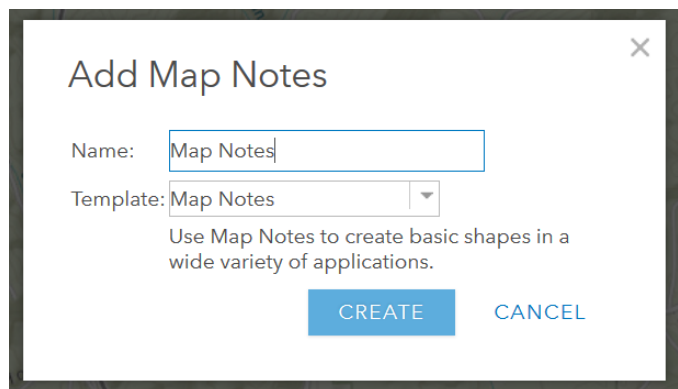 Add Map Notes
Name: Map Notes
Template: Map Notes
Use Map Notes to create basic shapes in a
wide variety of applications.
CREATE CANCEL